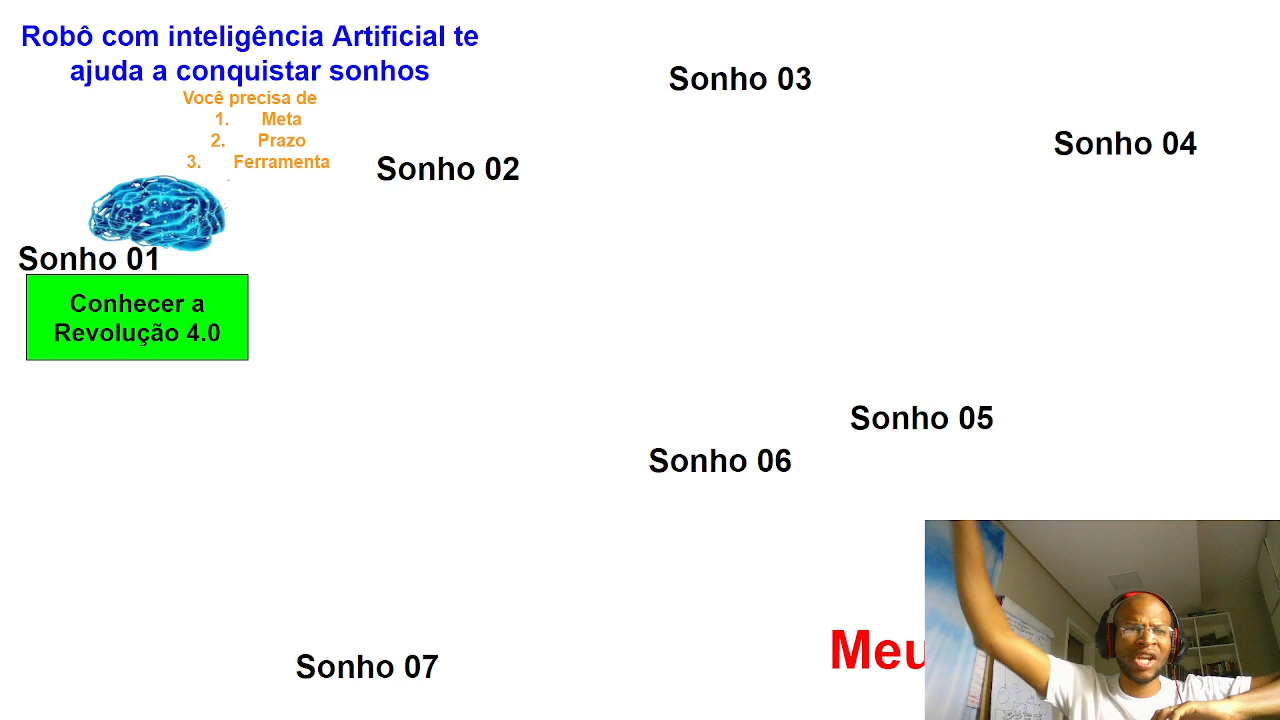 Robô com inteligência Artificial te
ajuda a conquistar sonhos
Você precisa de
1. Meta
2. Prazo
3. Ferramenta
Sonho 03
Sonho 04
Sonho 02
Sonho 01
Conhecer a
Revolução 4.0
Sonho 05
Sonho 06
Meu
Sonho 07